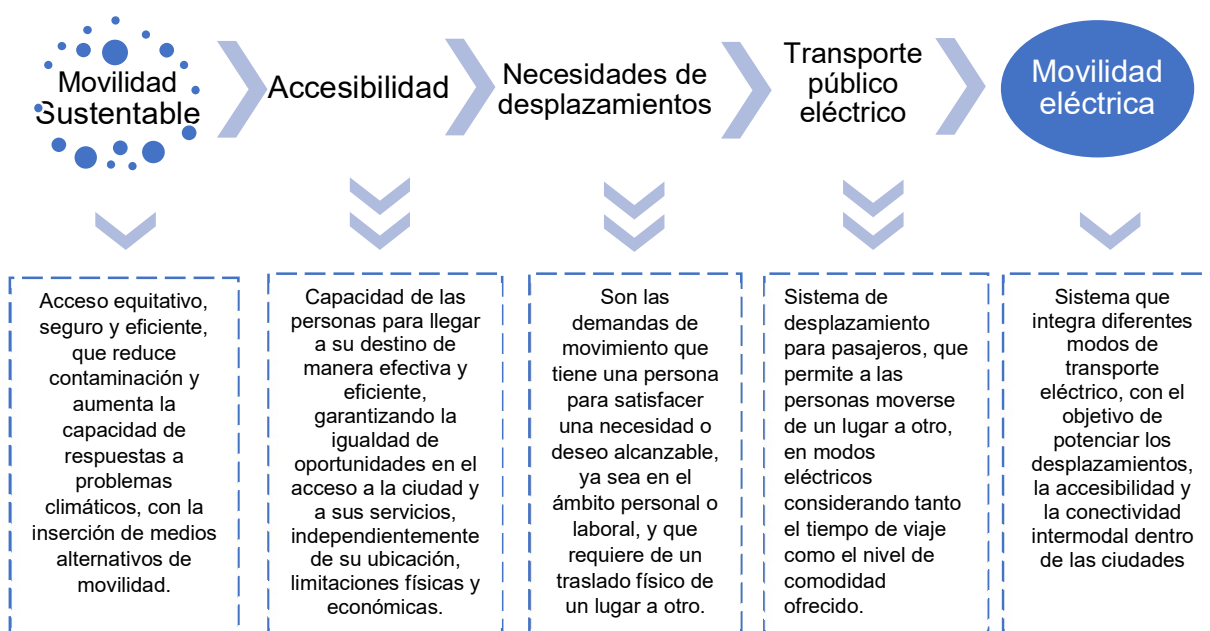 Movilidad
Sustentable
Accesibilidad
Necesidades de
desplazamientos
Transporte
público
eléctrico
Movilidad
eléctrica
Acceso equitativo,
seguro y eficiente,
que reduce
contaminación y
aumenta la
capacidad de
respuestas a
problemas
climáticos, con la
inserción de medios
alternativos de
movilidad.
Capacidad de las
personas para llegar
a su destino de
manera efectiva y
eficiente,
garantizando la
igualdad de
oportunidades en el
acceso a la ciudad y
a sus servicios,
independientemente
de su ubicación,
limitaciones físicas y
económicas.
Son las
demandas de
movimiento que
tiene una persona
para satisfacer
una necesidad o
deseo alcanzable,
ya sea en el
ámbito personal o
laboral, y que
requiere de un
traslado físico de
un lugar a otro.
Sistema de
desplazamiento
para pasajeros, que
permite a las
personas moverse
de un lugar a otro,
en modos
eléctricos
considerando tanto
el tiempo de viaje
como el nivel de
comodidad
ofrecido.
Sistema que
integra diferentes
modos de
transporte
eléctrico, con el
objetivo de
potenciar los
desplazamientos,
la accesibilidad y
la conectividad
intermodal dentro
de las ciudades